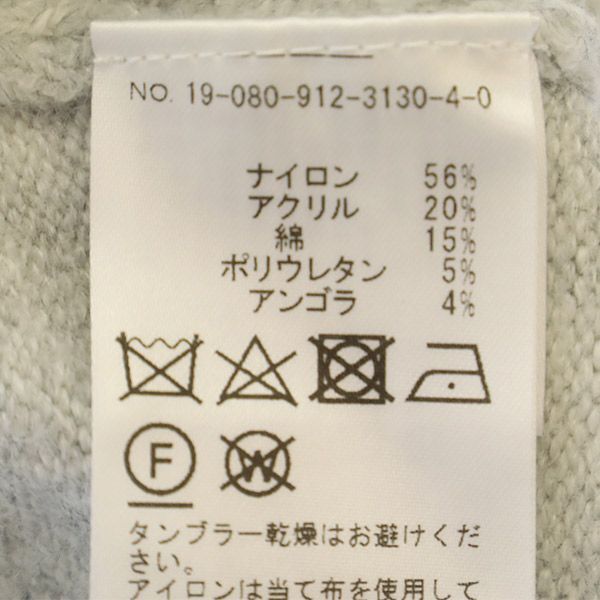 NO. 19-080-912-3130-4-0
ナイロン 56%
アクリル 20%
綿 15%
ポリウレタン 5%
アンゴラ 4%
F W
タンブラー乾燥はお避けくだ
さい。
アイロンは当て布を使用して